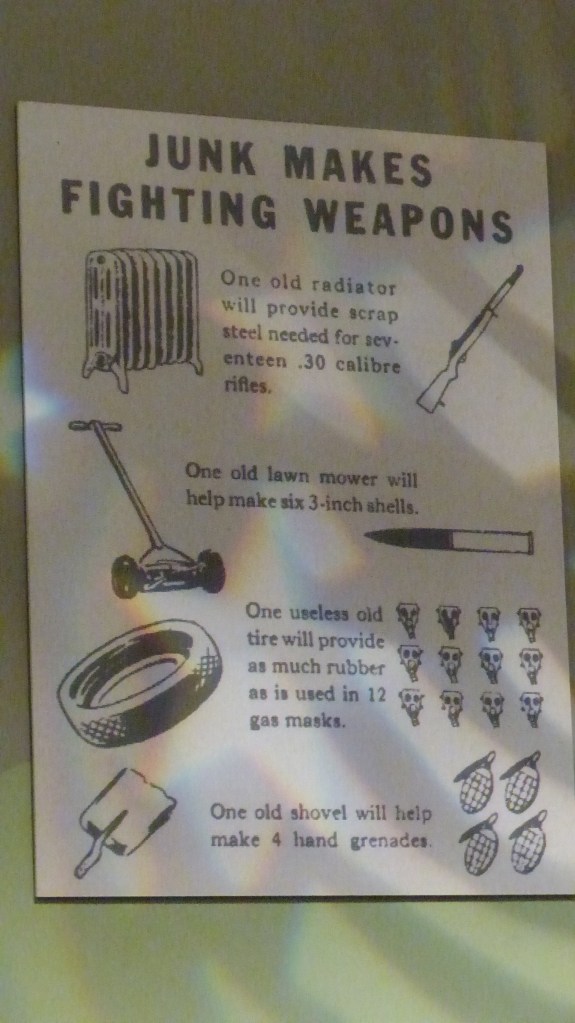 JUNK MAKES
FIGHTING WEAPONS
One old radiator
will provide scrap
steel needed for sev-
enteen .30 calibre
rifles.
One old lawn mower will
help make six 3-inch shells.
One useless old
tire will provide
as much rubber
as is used in 12
gas masks.
One old shovel will help
make 4 hand grenades.